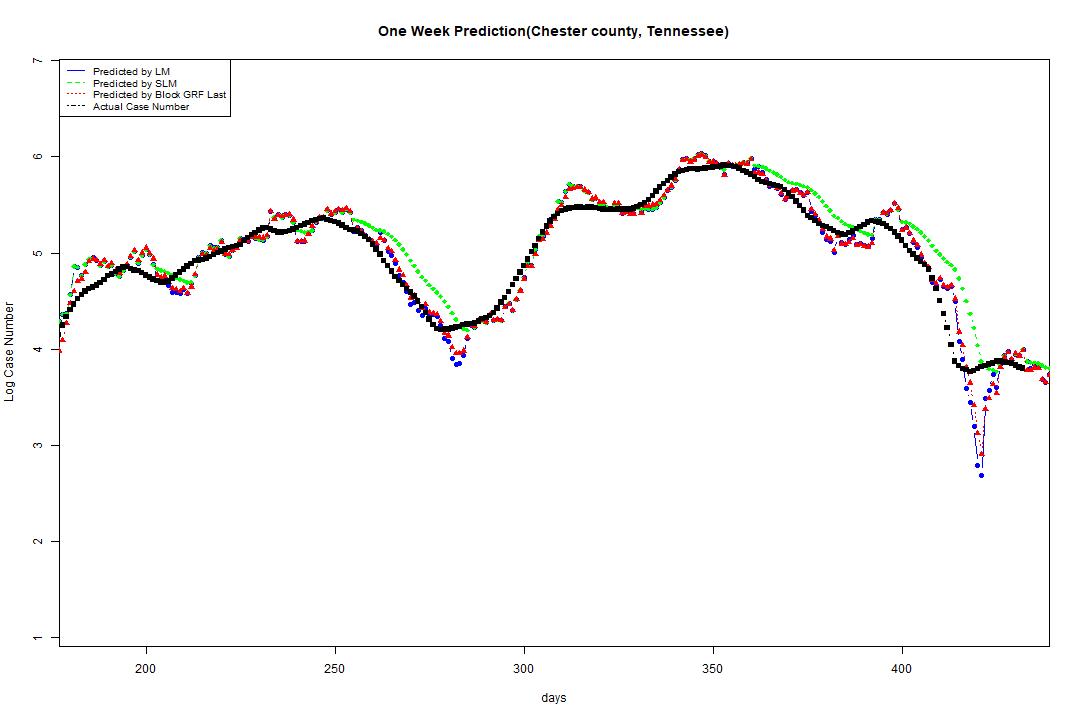 One Week Prediction(Chester county, Tennessee)
Predicted by LM
Predicted by SLM
Predicted by Block GRF Last
Actual Case Number
Log Case Number
7
6
5
4
3
2
1
200 250 300 350 400
days